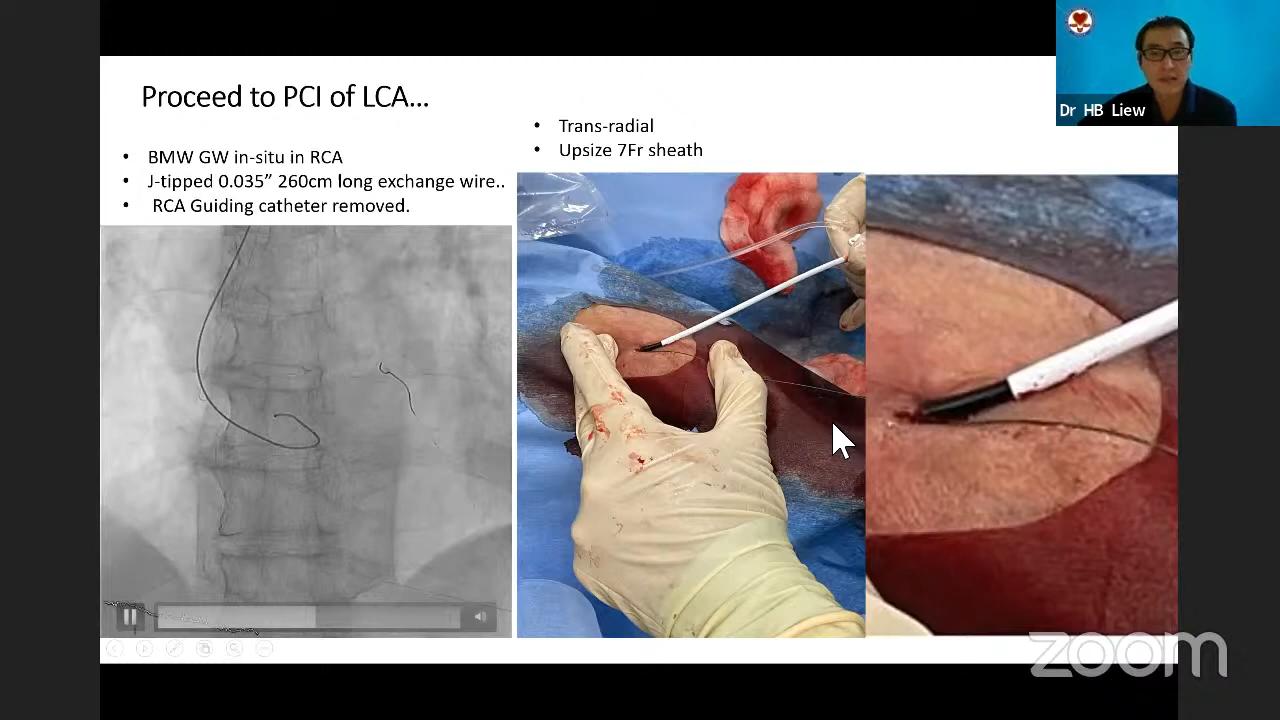 Proceed to PCI of LCA...
• BMW GW in-situ in RCA
• J-tipped 0.035” 260cm long exchange wire..
• RCA Guiding catheter removed.
• Trans-radial
• Upsize 7Fr sheath
Dr HB Liew
zoom